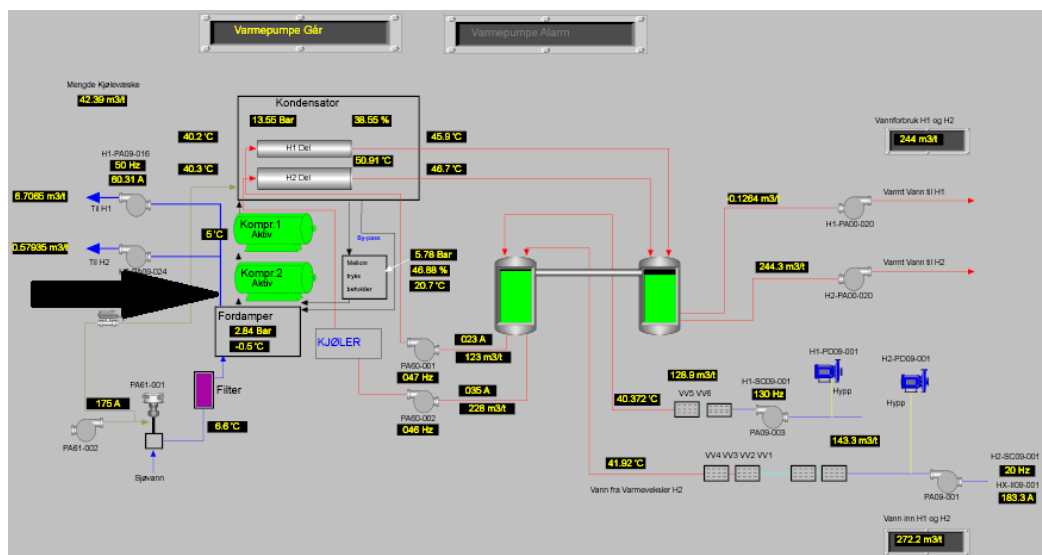 Varmepumpe Går
Varmepumpe Alarm
Mengde Kjølevæske
42.39 m3/t
Kondensator
13.55 Bar
38.55 %
40.2 °C
H1 Del
45.9 °C
50.91 °C
40.3 °C
H2 Del
46.7 °C
Vannforbruk H1 og H2
244 m3/t
H1-PA09-016
50 Hz
60.31 A
6.7065 m3/t
Til H1
5 °C
Kompr.1
Aktiv
By-pass
0.57935 m3/t
Til H2
Kompr.2
Aktiv
Mellom
trykk
beholder
5.78 Bar
46.88 %
20.7 °C
-0.1264 m3/t
H1-PA00-020
Varmt Vann til H1
244.3 m3/t
H2-PA00-020
Varmt Vann til H2
Fordamper
2.84 Bar
-0.5 °C
KJØLER
023 A
PA60-001
123 m3/t
047 Hz
035 A
PA60-002
228 m3/t
046 Hz
PA61-001
Filter
175 A
PA61-002
6.6 °C
Sjøvann
128.9 m3/t
40.372 °C
VV5 VV6
H1-SC09-001
130 Hz
PA09-003
H1-PD09-001
Hypp
H2-PD09-001
Hypp
143.3 m3/t
41.92 °C
VV4 VV3 VV2 VV1
Vann fra Varmeveksler H2
PA09-001
H2-SC09-001
20 Hz
HX-II09-001
183.3 A
Vann inn H1 og H2
272.2 m3/t